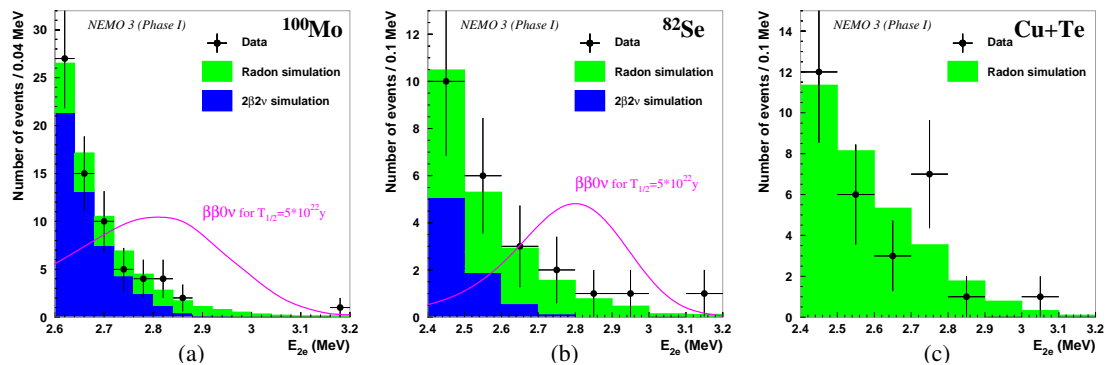 NEMO 3 (Phase I)
100Mo
Data
Radon simulation
2β2ν simulation
ββ0ν for T1/2=5*10^22y
Number of events / 0.04 MeV
0
5
10
15
20
25
30
2.6
2.7
2.8
2.9
3
3.1
3.2
E2e (MeV)
(a)
NEMO 3 (Phase I)
82Se
Data
Radon simulation
2β2ν simulation
ββ0ν for T1/2=5*10^22y
Number of events / 0.1 MeV
0
2
4
6
8
10
12
2.4
2.5
2.6
2.7
2.8
2.9
3
3.1
3.2
E2e (MeV)
(b)
NEMO 3 (Phase I)
Cu+Te
Data
Radon simulation
Number of events / 0.1 MeV
0
2
4
6
8
10
12
14
2.4
2.5
2.6
2.7
2.8
2.9
3
3.1
3.2
E2e (MeV)
(c)